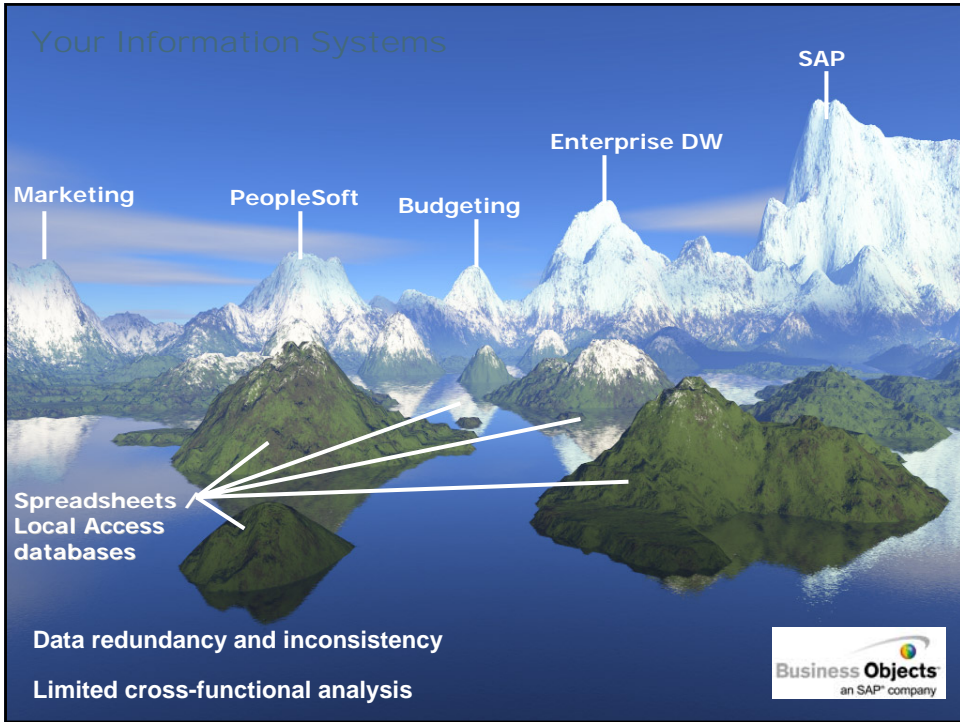 Your Information Systems
SAP
Enterprise DW
Marketing
PeopleSoft
Budgeting
Spreadsheets /
Local Access
databases
Data redundancy and inconsistency
Limited cross-functional analysis
Business Objects
an SAP® company